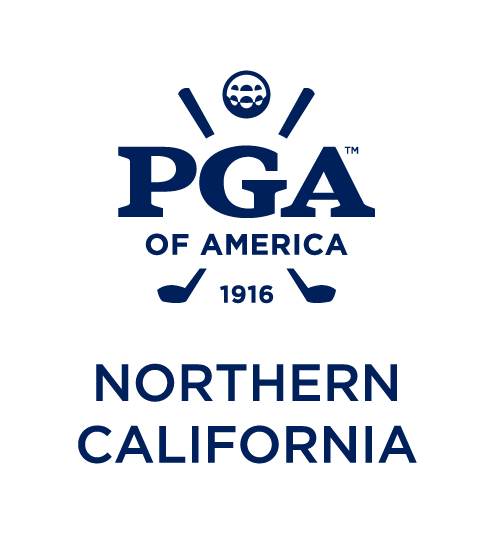 PGA™
OF AMERICA
1916
NORTHERN
CALIFORNIA